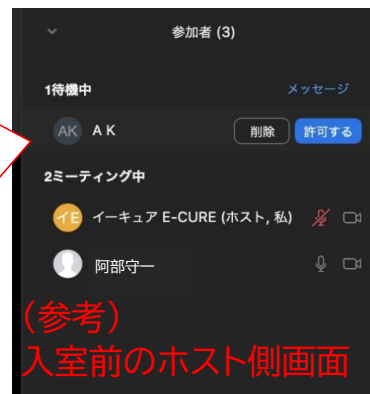 参加者 (3)
1待機中 メッセージ
AK A K 削除 許可する
2ミーティング中
イE イーキュア E-CURE (ホスト, 私)
阿部守一
(参考)
入室前のホスト側画面